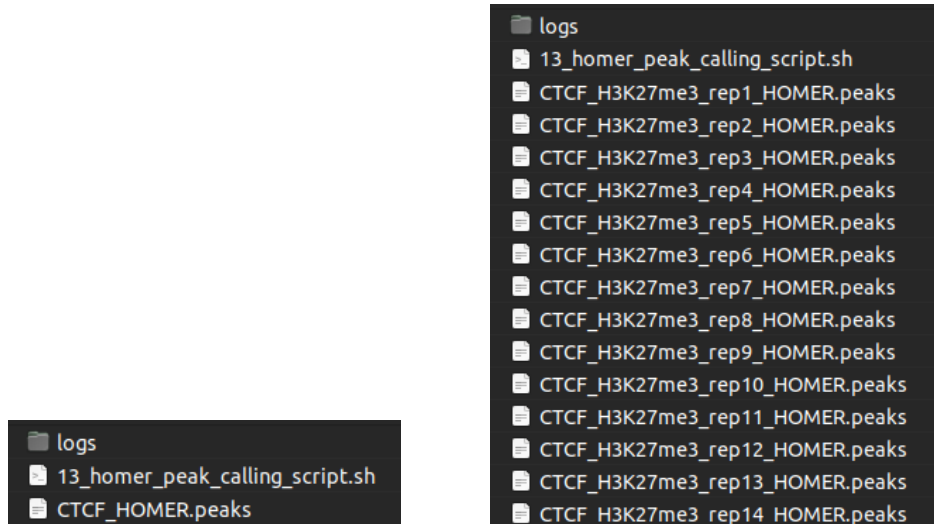 logs
13_homer_peak_calling_script.sh
CTCF_HOMER.peaks
logs
13_homer_peak_calling_script.sh
CTCF_H3K27me3_rep1_HOMER.peaks
CTCF_H3K27me3_rep2_HOMER.peaks
CTCF_H3K27me3_rep3_HOMER.peaks
CTCF_H3K27me3_rep4_HOMER.peaks
CTCF_H3K27me3_rep5_HOMER.peaks
CTCF_H3K27me3_rep6_HOMER.peaks
CTCF_H3K27me3_rep7_HOMER.peaks
CTCF_H3K27me3_rep8_HOMER.peaks
CTCF_H3K27me3_rep9_HOMER.peaks
CTCF_H3K27me3_rep10_HOMER.peaks
CTCF_H3K27me3_rep11_HOMER.peaks
CTCF_H3K27me3_rep12_HOMER.peaks
CTCF_H3K27me3_rep13_HOMER.peaks
CTCF_H3K27me3_rep14_HOMER.peaks